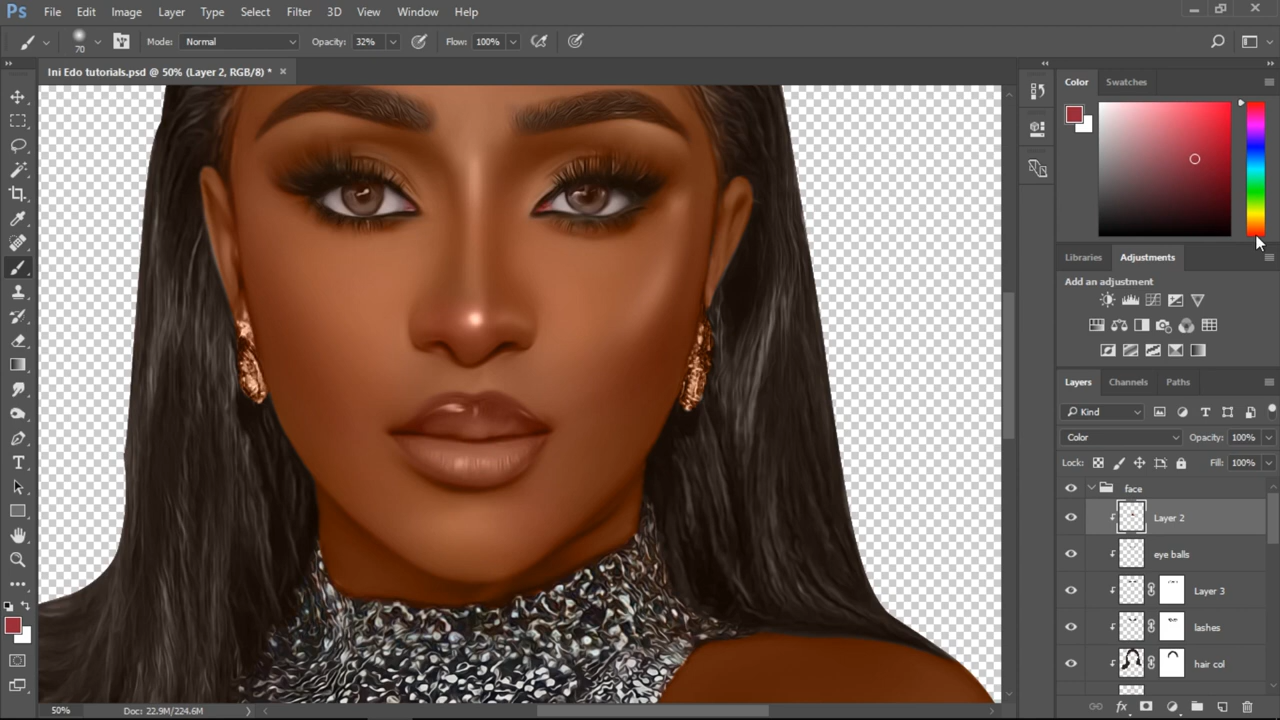 Ps File Edit Image Layer Type Select Filter 3D View Window Help
70 Mode: Normal Opacity: 32% Flow: 100%
Ini Edo tutorials.psd @ 50% (Layer 2, RGB/8) * ×
Color Swatches
Libraries Adjustments
Add an adjustment
Layers Channels Paths
Kind
Color Opacity: 100%
Lock: Fill: 100%
face
Layer 2
eye balls
Layer 3
lashes
hair col
50% Doc: 22.9M/224.6M